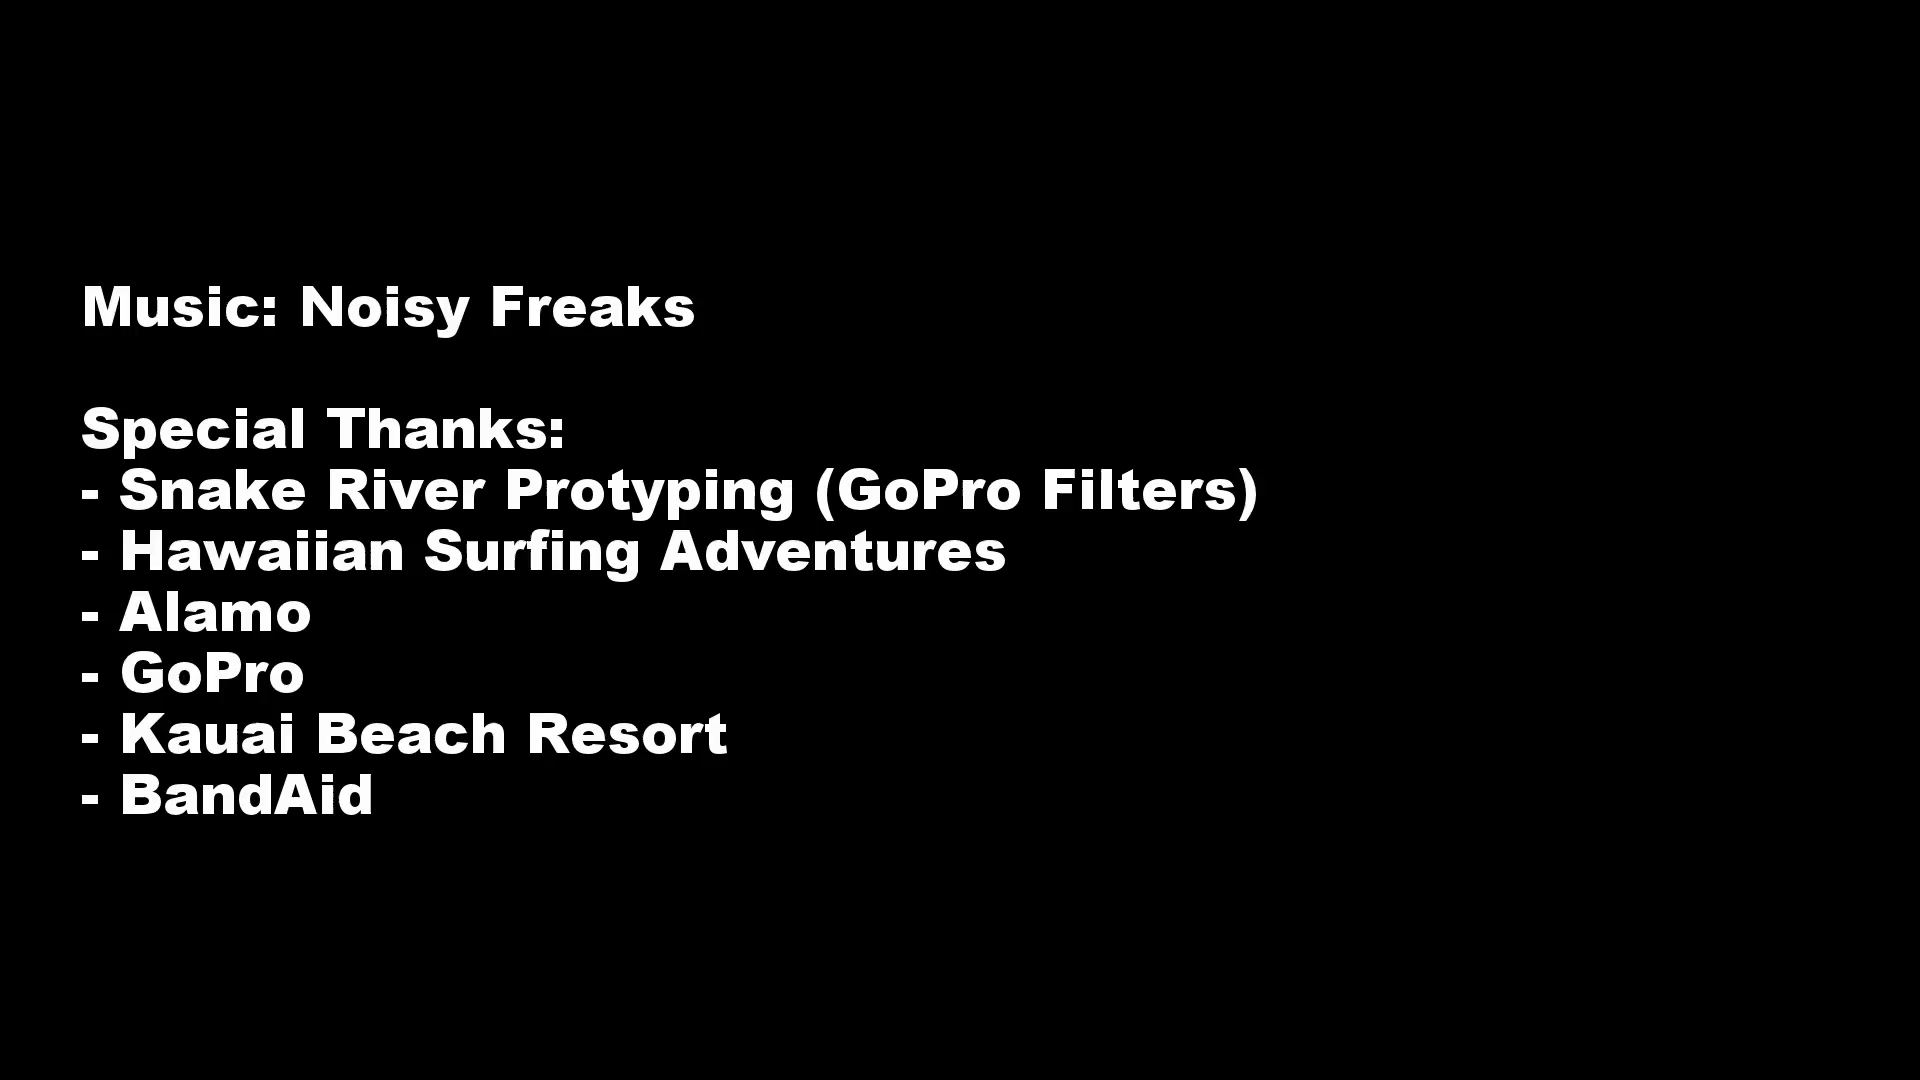 Music: Noisy Freaks
Special Thanks:
- Snake River Protyping (GoPro Filters)
- Hawaiian Surfing Adventures
- Alamo
- GoPro
- Kauai Beach Resort
- BandAid